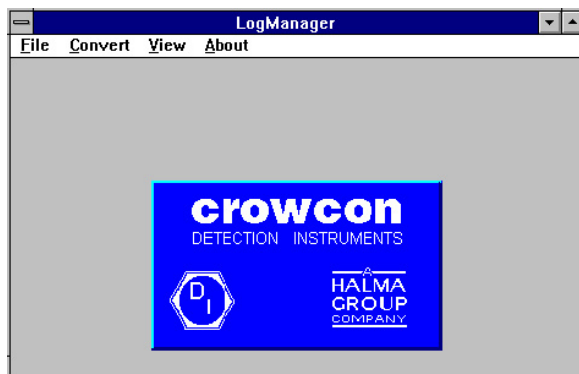 LogManager
File Convert View About
crowcon
DETECTION INSTRUMENTS
D
I
A
HALMA
GROUP
COMPANY